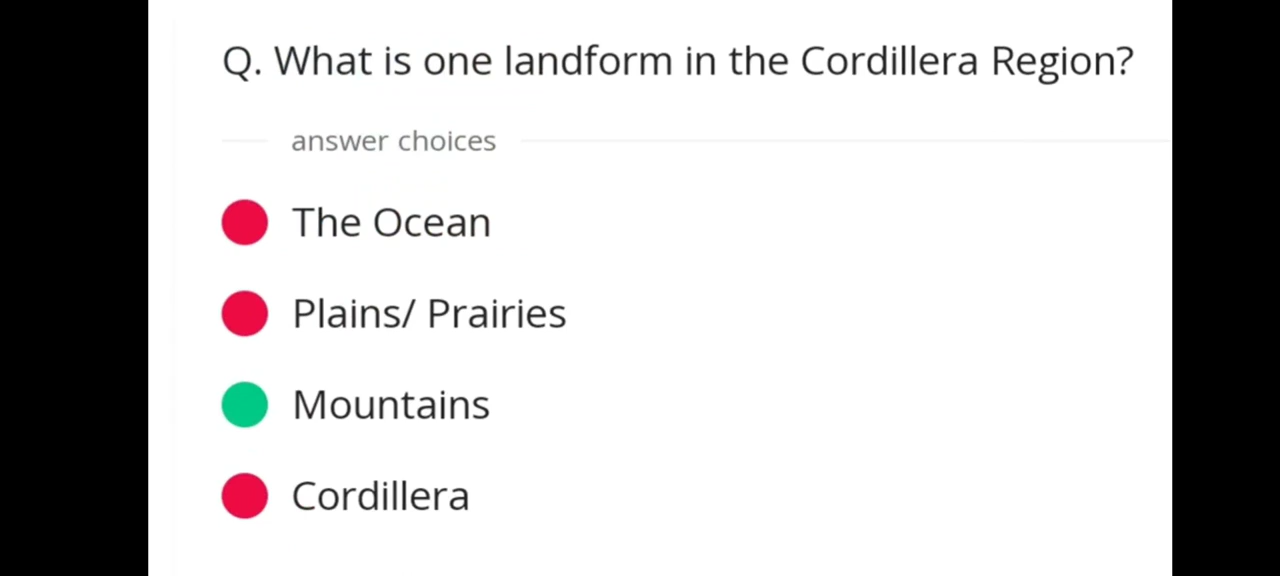 Q. What is one landform in the Cordillera Region?
answer choices
The Ocean
Plains/ Prairies
Mountains
Cordillera